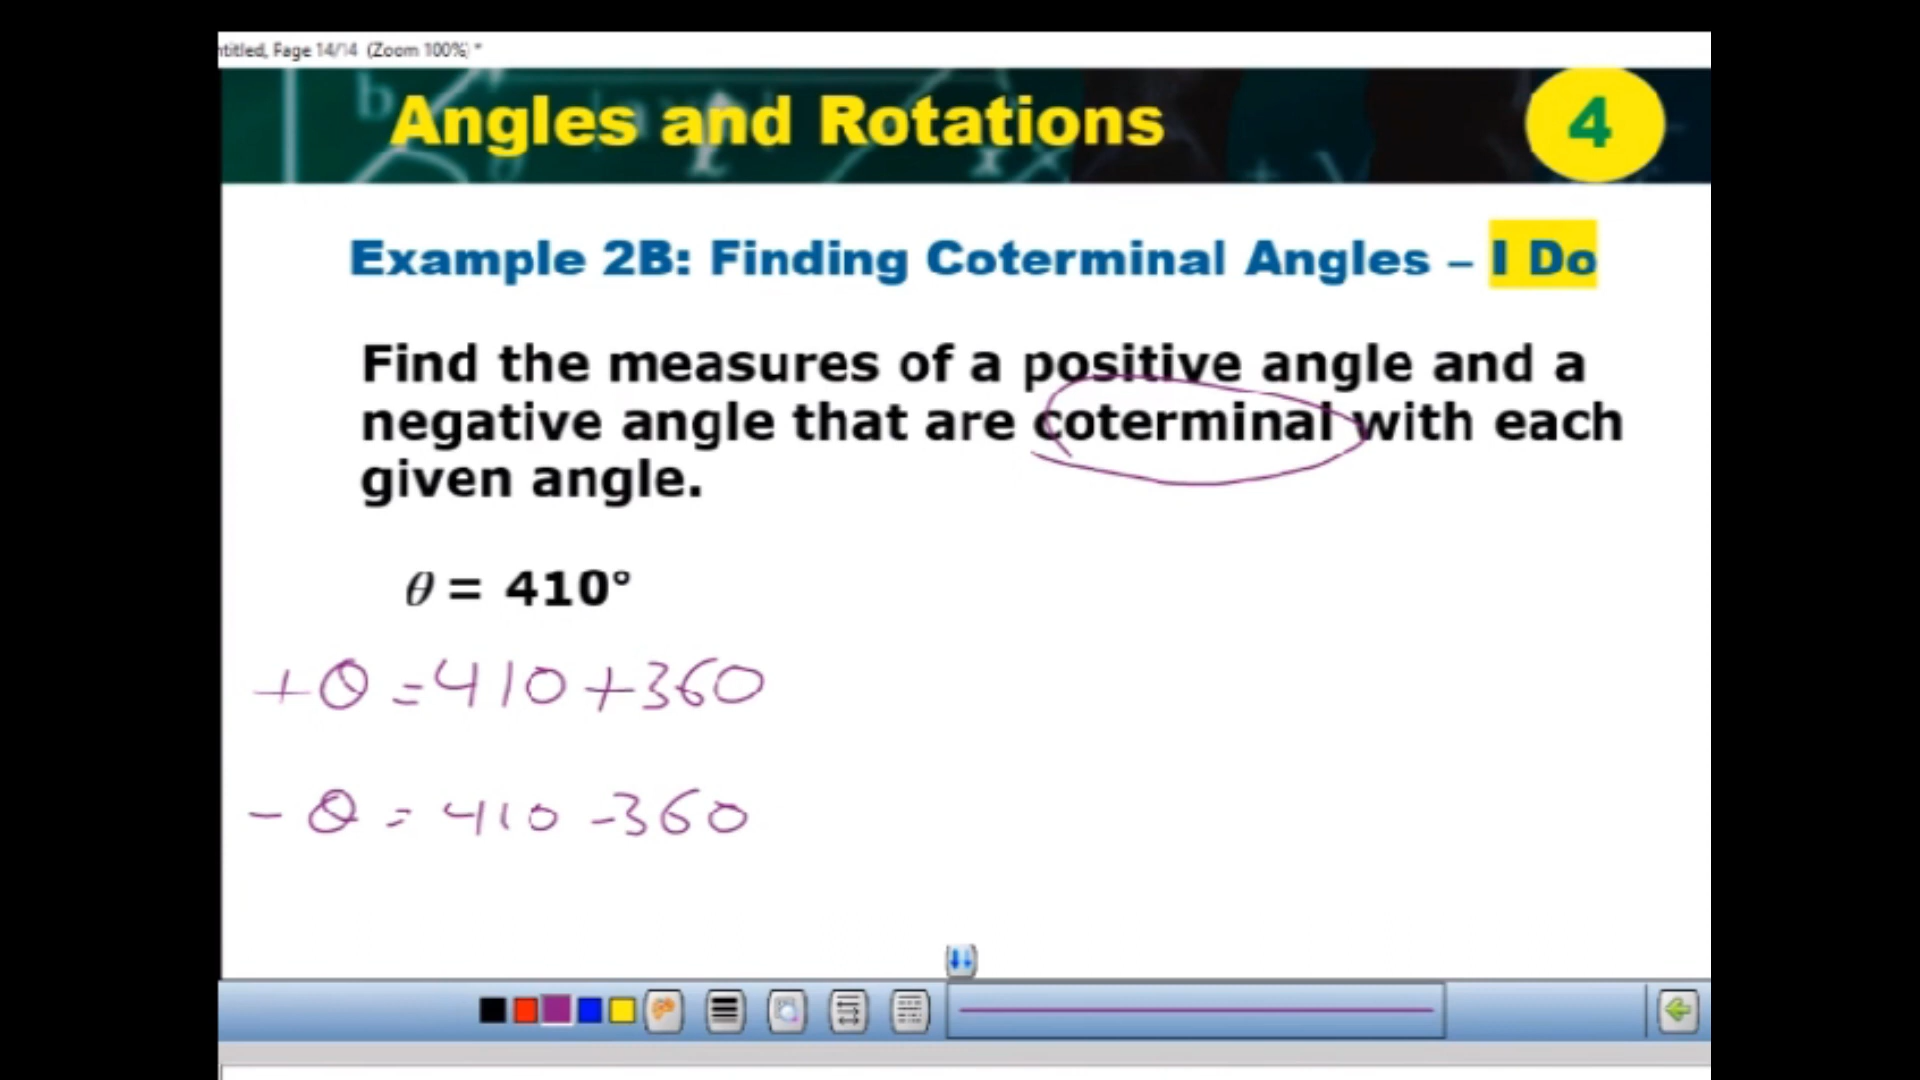 ntitled, Page 14/14 (Zoom 100%) *
Angles and Rotations
4
Example 2B: Finding Coterminal Angles – I Do
Find the measures of a positive angle and a
negative angle that are coterminal with each
given angle.
θ = 410°
+ θ = 410 + 360
- θ = 410 - 360